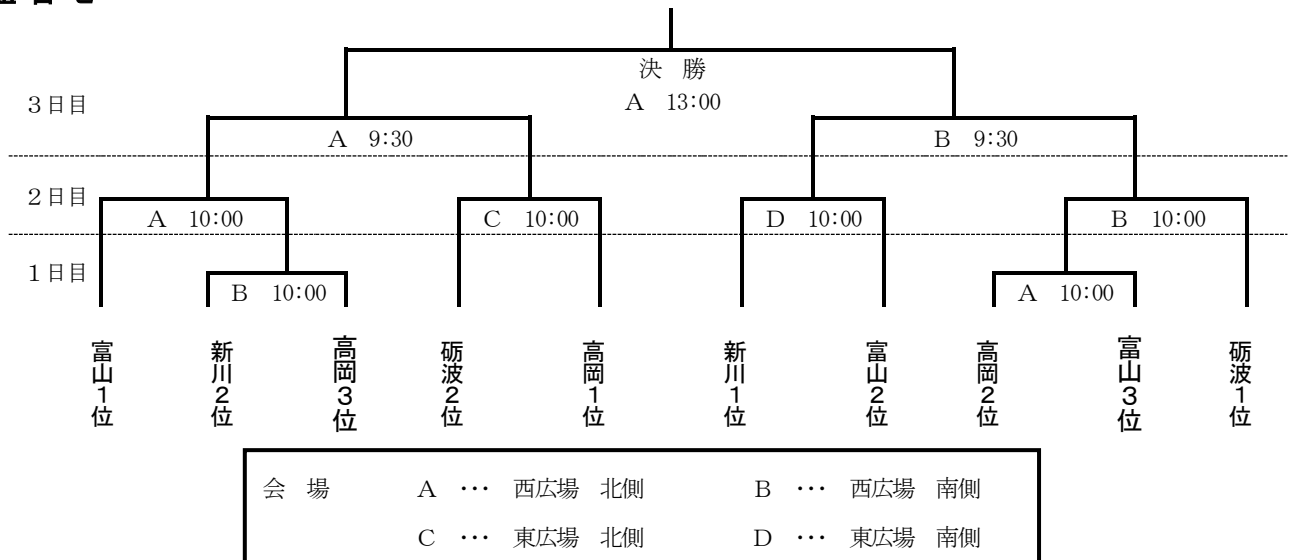 決 勝
3日目
A 13:00
A 9:30
B 9:30
2日目
A 10:00
C 10:00
D 10:00
B 10:00
1日目
B 10:00
A 10:00
富山1位
新川2位
高岡3位
砺波2位
高岡1位
新川1位
富山2位
高岡2位
富山3位
砺波1位
会 場 A ・・・ 西広場 北側 B ・・・ 西広場 南側
C ・・・ 東広場 北側 D ・・・ 東広場 南側